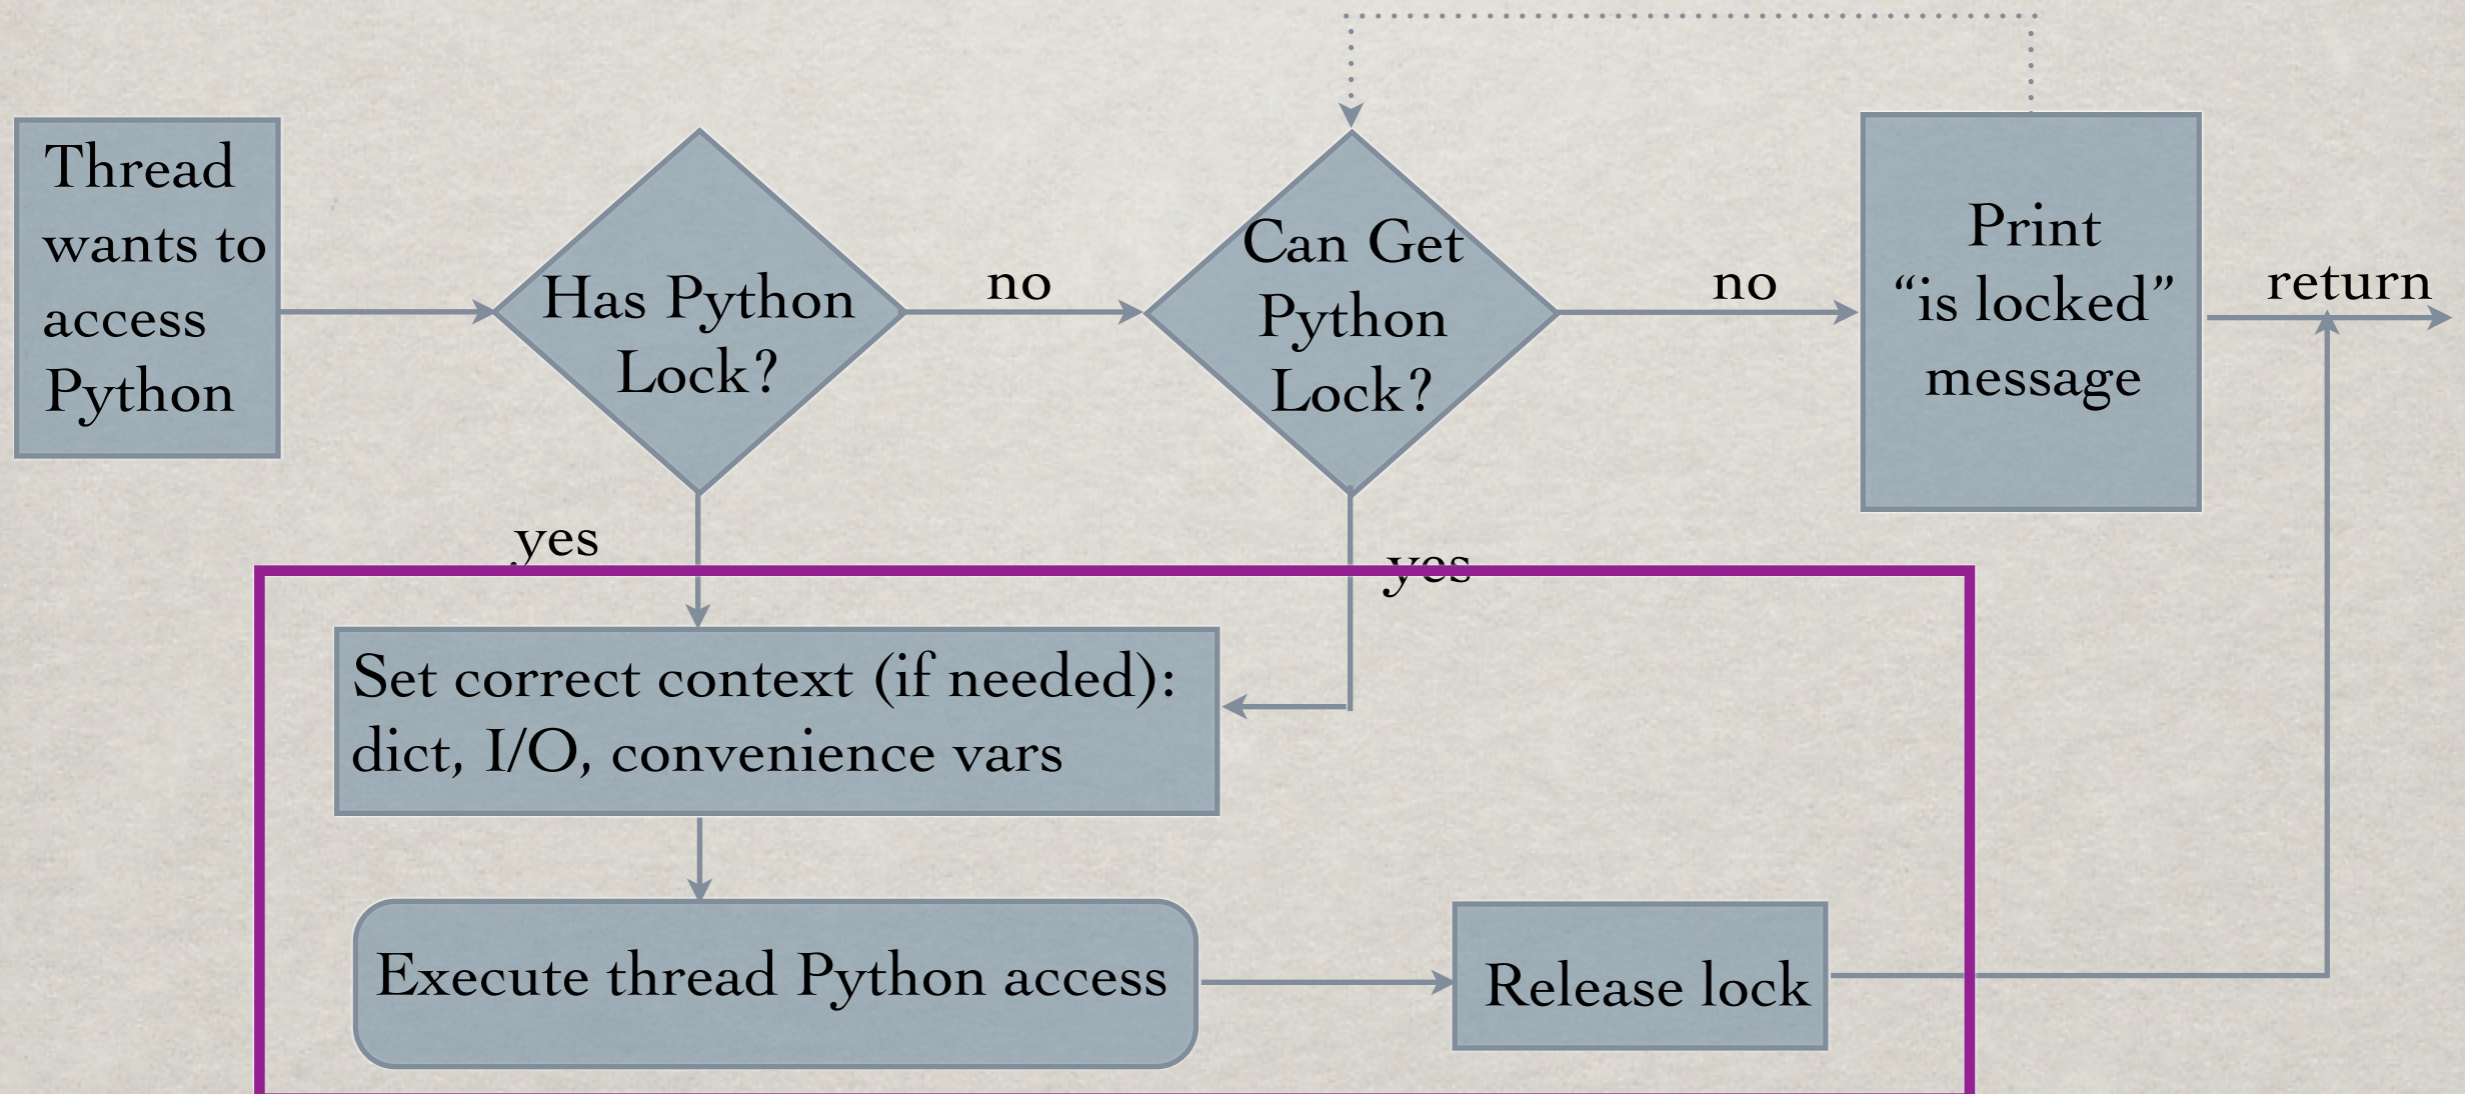 Thread
wants to
access
Python
Has Python
Lock?
no
Can Get
Python
Lock?
no
Print
“is locked”
message
return
yes
yes
Set correct context (if needed):
dict, I/O, convenience vars
Execute thread Python access
Release lock